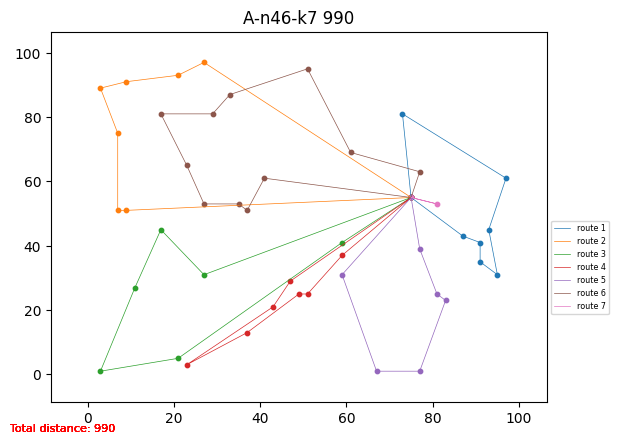 A-n46-k7 990
100
80
60
40
20
0
0 20 40 60 80 100
route 1
route 2
route 3
route 4
route 5
route 6
route 7
Total distance: 990